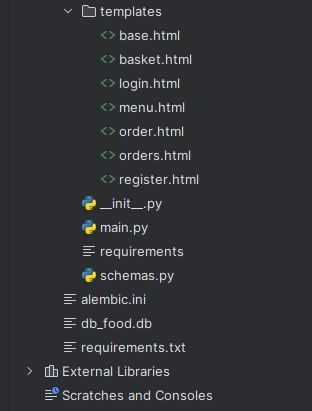 templates
base.html
basket.html
login.html
menu.html
order.html
orders.html
register.html
__init__.py
main.py
requirements
schemas.py
alembic.ini
db_food.db
requirements.txt
External Libraries
Scratches and Consoles